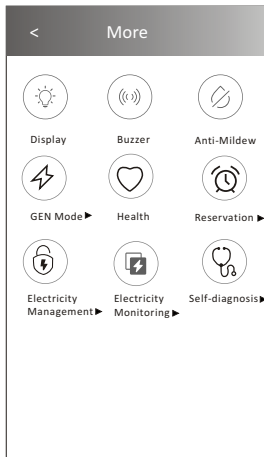 < More
Display Buzzer Anti-Mildew
GEN Mode▶ Health Reservation▶
Electricity Electricity Self-diagnosis▶
Management▶ Monitoring▶